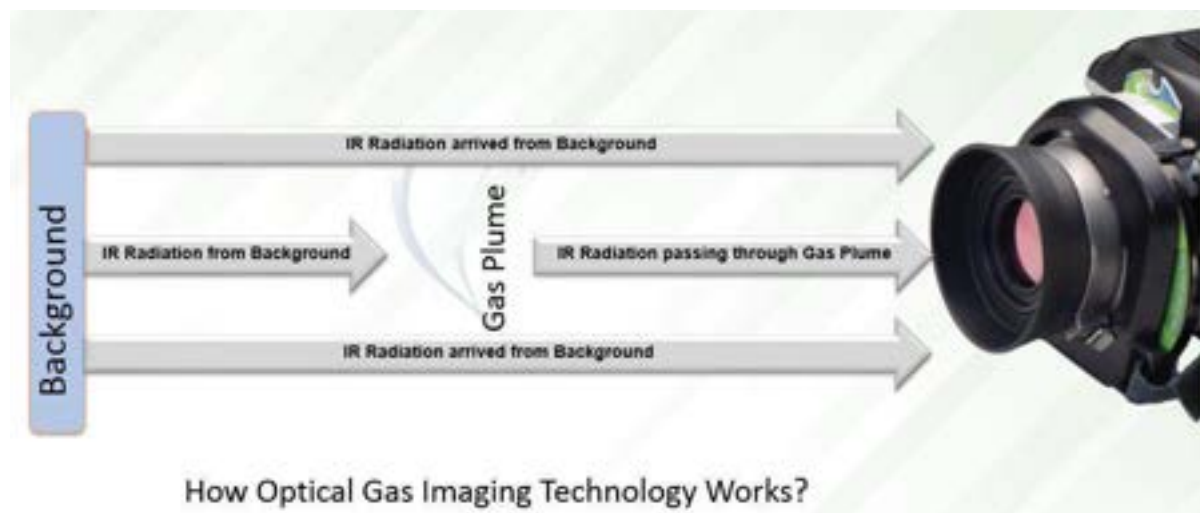 IR Radiation arrived from Background
Background
IR Radiation from Background
Gas Plume
IR Radiation passing through Gas Plume
IR Radiation arrived from Background
How Optical Gas Imaging Technology Works?